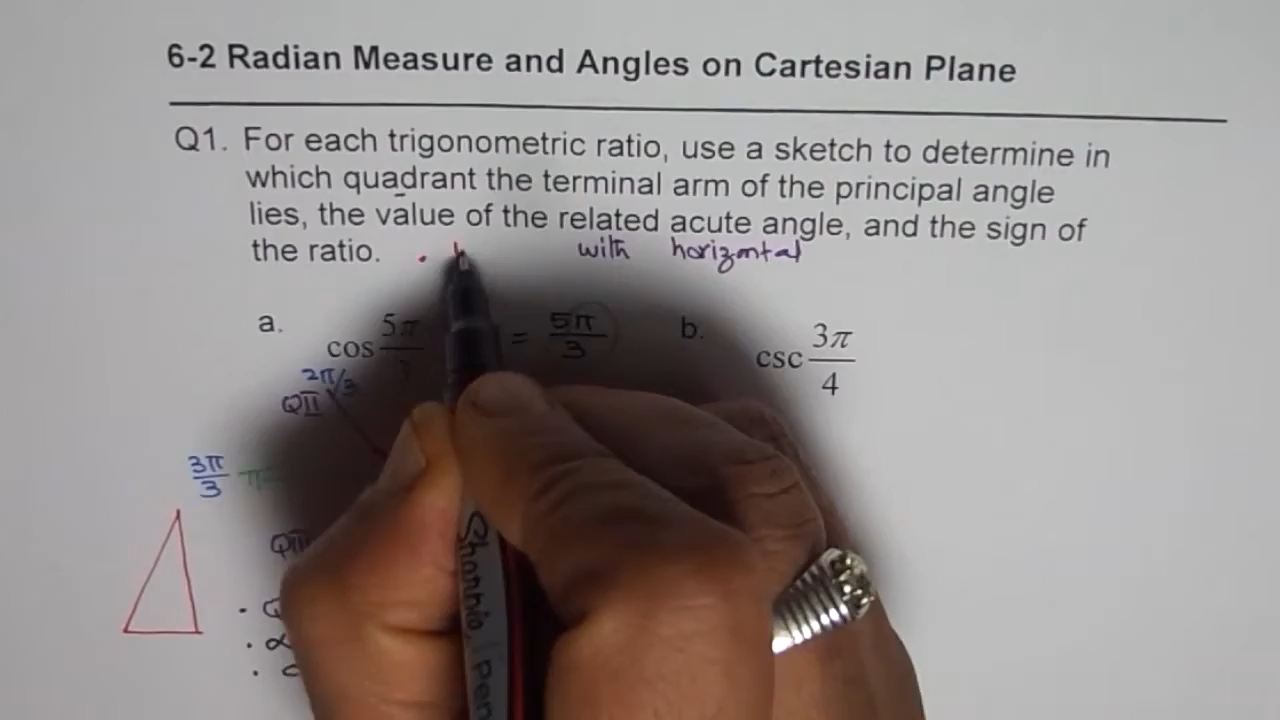 6-2 Radian Measure and Angles on Cartesian Plane
Q1. For each trigonometric ratio, use a sketch to determine in
which quadrant the terminal arm of the principal angle
lies, the value of the related acute angle, and the sign of
the ratio.
with horizontal
a. cos 5π/3 = 5π/3
b. csc 3π/4
2π/3
QII
3π/3 π
QIII
Sharpie
Pen